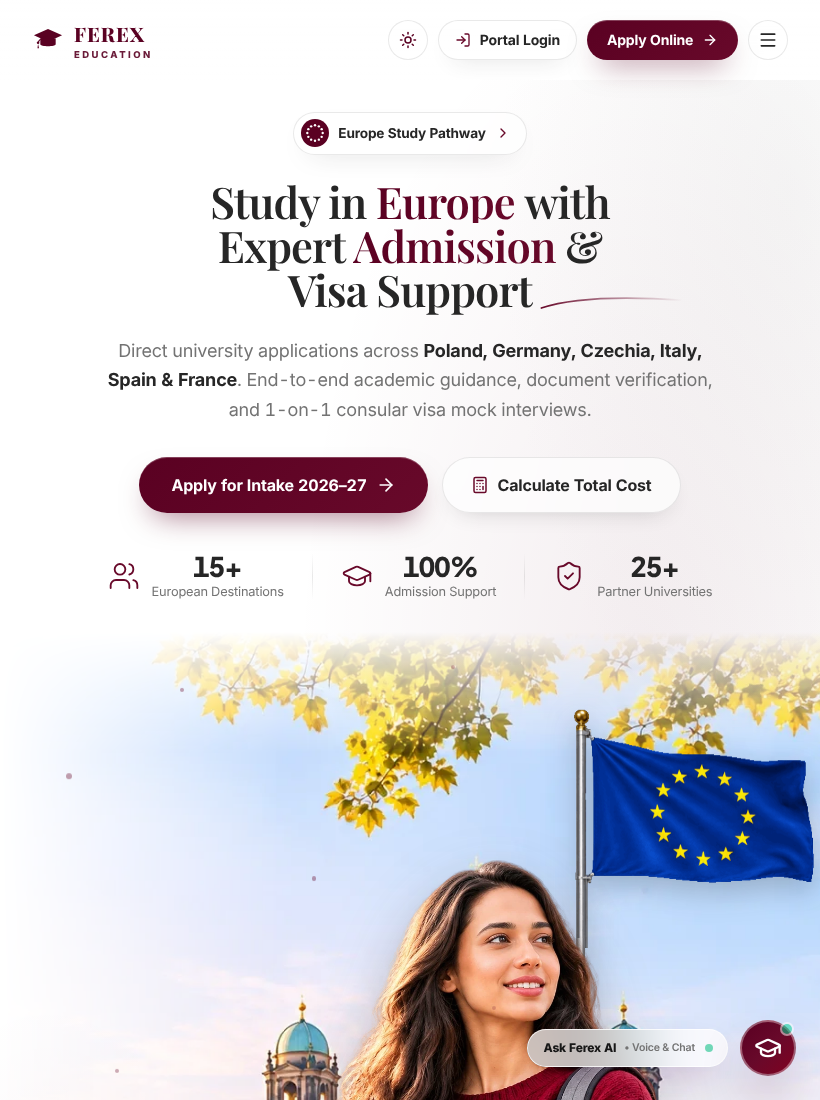 FEREX
EDUCATION
Portal Login
Apply Online
Europe Study Pathway
Study in Europe with
Expert Admission &
Visa Support
Direct university applications across Poland, Germany, Czechia, Italy,
Spain & France. End-to-end academic guidance, document verification,
and 1-on-1 consular visa mock interviews.
Apply for Intake 2026–27
Calculate Total Cost
15+
European Destinations
100%
Admission Support
25+
Partner Universities
Ask Ferex AI • Voice & Chat